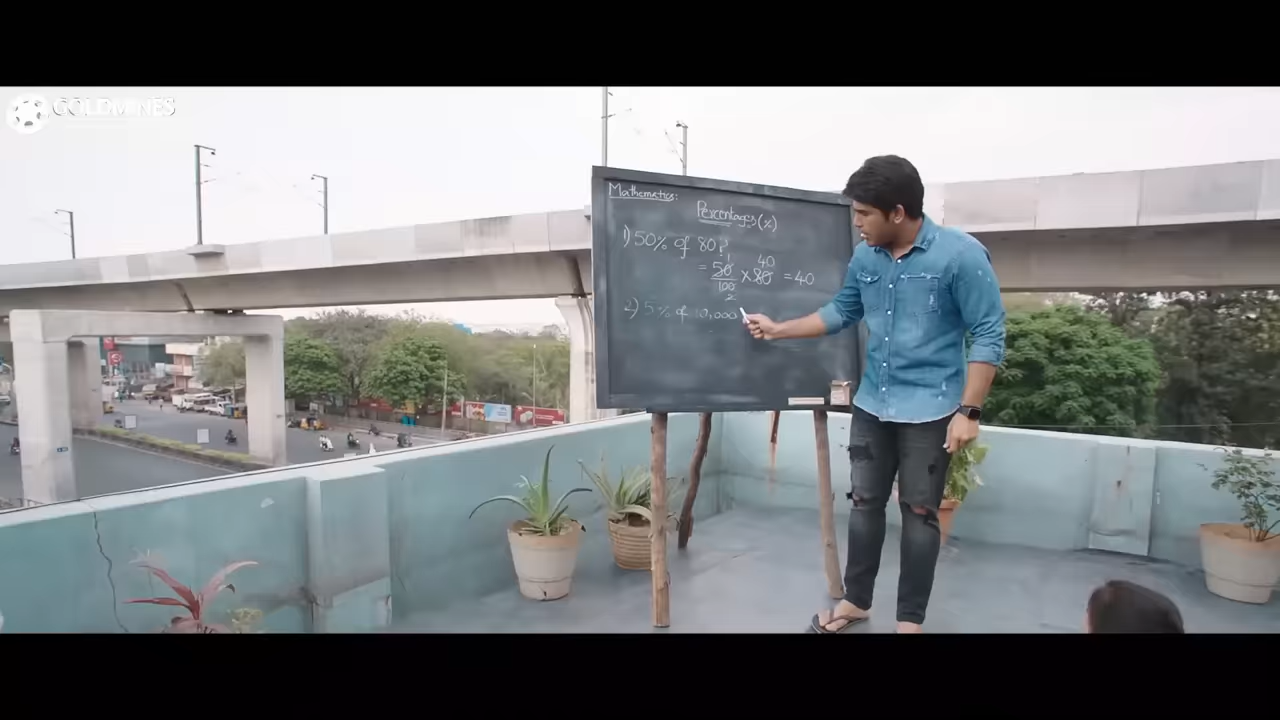 GOLDMINES
Mathematics:
Percentages (%)
1) 50% of 80?
1 40
= 50/100 × 80 = 40
2
2) 5% of 10,000